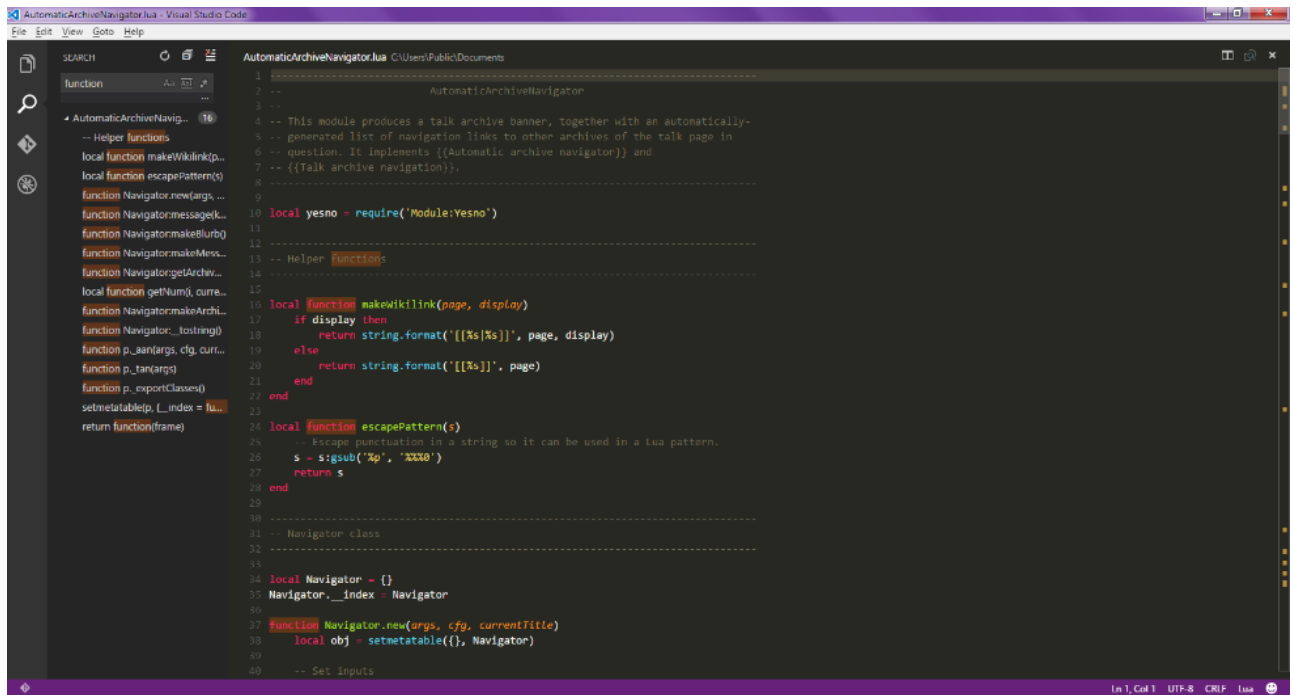 AutomaticArchiveNavigator.lua - Visual Studio Code
File Edit View Goto Help
SEARCH
function
AutomaticArchiveNavig... 16
-- Helper functions
local function makeWikilink(p...
local function escapePattern(s)
function Navigator.new(args, ...
function Navigator:message(k...
function Navigator:makeBlurb()
function Navigator:makeMess...
function Navigator:getArchiv...
local function getNum(i, curre...
function Navigator:makeArchi...
function Navigator:__tostring()
function p._aan(args, cfg, curr...
function p._tan(args)
function p._exportClasses()
setmetatable(p, {__index = fu...
return function(frame)
AutomaticArchiveNavigator.lua C:\Users\Public\Documents
1 -------------------------------------------------------------------------------
2 -- AutomaticArchiveNavigator
3 --
4 -- This module produces a talk archive banner, together with an automatically-
5 -- generated list of navigation links to other archives of the talk page in
6 -- question. It implements {{Automatic archive navigator}} and
7 -- {{Talk archive navigation}}.
8 -------------------------------------------------------------------------------
9
10 local yesno = require('Module:Yesno')
11
12 -------------------------------------------------------------------------------
13 -- Helper functions
14 -------------------------------------------------------------------------------
15
16 local function makeWikilink(page, display)
17 if display then
18 return string.format('[[%s|%s]]', page, display)
19 else
20 return string.format('[[%s]]', page)
21 end
22 end
23
24 local function escapePattern(s)
25 -- Escape punctuation in a string so it can be used in a Lua pattern.
26 s = s:gsub('%p', '%%%0')
27 return s
28 end
29
30 -------------------------------------------------------------------------------
31 -- Navigator class
32 -------------------------------------------------------------------------------
33
34 local Navigator = {}
35 Navigator.__index = Navigator
36
37 function Navigator.new(args, cfg, currentTitle)
38 local obj = setmetatable({}, Navigator)
39
40 -- Set inputs
Ln 1, Col 1 UTF-8 CRLF Lua